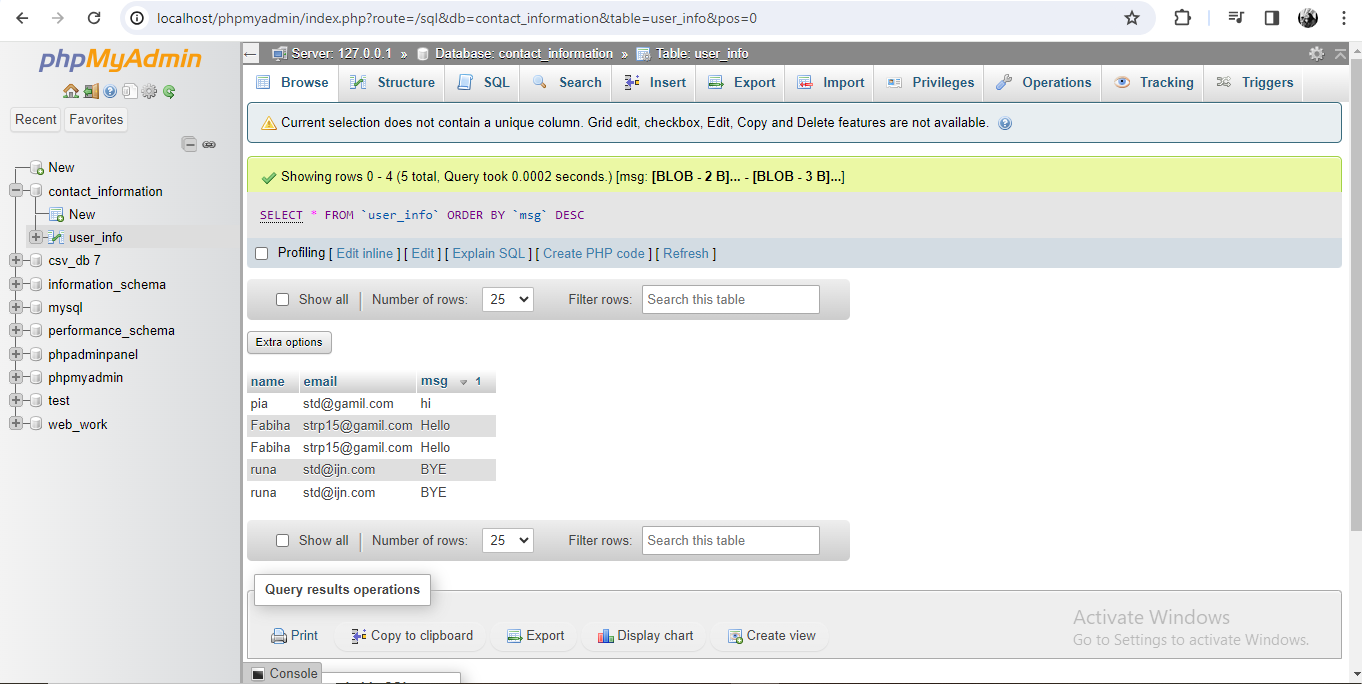 localhost/phpmyadmin/index.php?route=/sql&db=contact_information&table=user_info&pos=0
phpMyAdmin
Recent Favorites
New
contact_information
New
user_info
csv_db 7
information_schema
mysql
performance_schema
phpadminpanel
phpmyadmin
test
web_work
Server: 127.0.0.1 » Database: contact_information » Table: user_info
Browse Structure SQL Search Insert Export Import Privileges Operations Tracking Triggers
Current selection does not contain a unique column. Grid edit, checkbox, Edit, Copy and Delete features are not available.
Showing rows 0 - 4 (5 total, Query took 0.0002 seconds.) [msg: [BLOB - 2 B]... - [BLOB - 3 B]...]
SELECT * FROM `user_info` ORDER BY `msg` DESC
Profiling [ Edit inline ] [ Edit ] [ Explain SQL ] [ Create PHP code ] [ Refresh ]
Show all Number of rows: 25 Filter rows: Search this table
Extra options
name email msg 1
pia std@gamil.com hi
Fabiha strp15@gamil.com Hello
Fabiha strp15@gamil.com Hello
runa std@ijn.com BYE
runa std@ijn.com BYE
Show all Number of rows: 25 Filter rows: Search this table
Query results operations
Print Copy to clipboard Export Display chart Create view
Activate Windows
Go to Settings to activate Windows.
Console